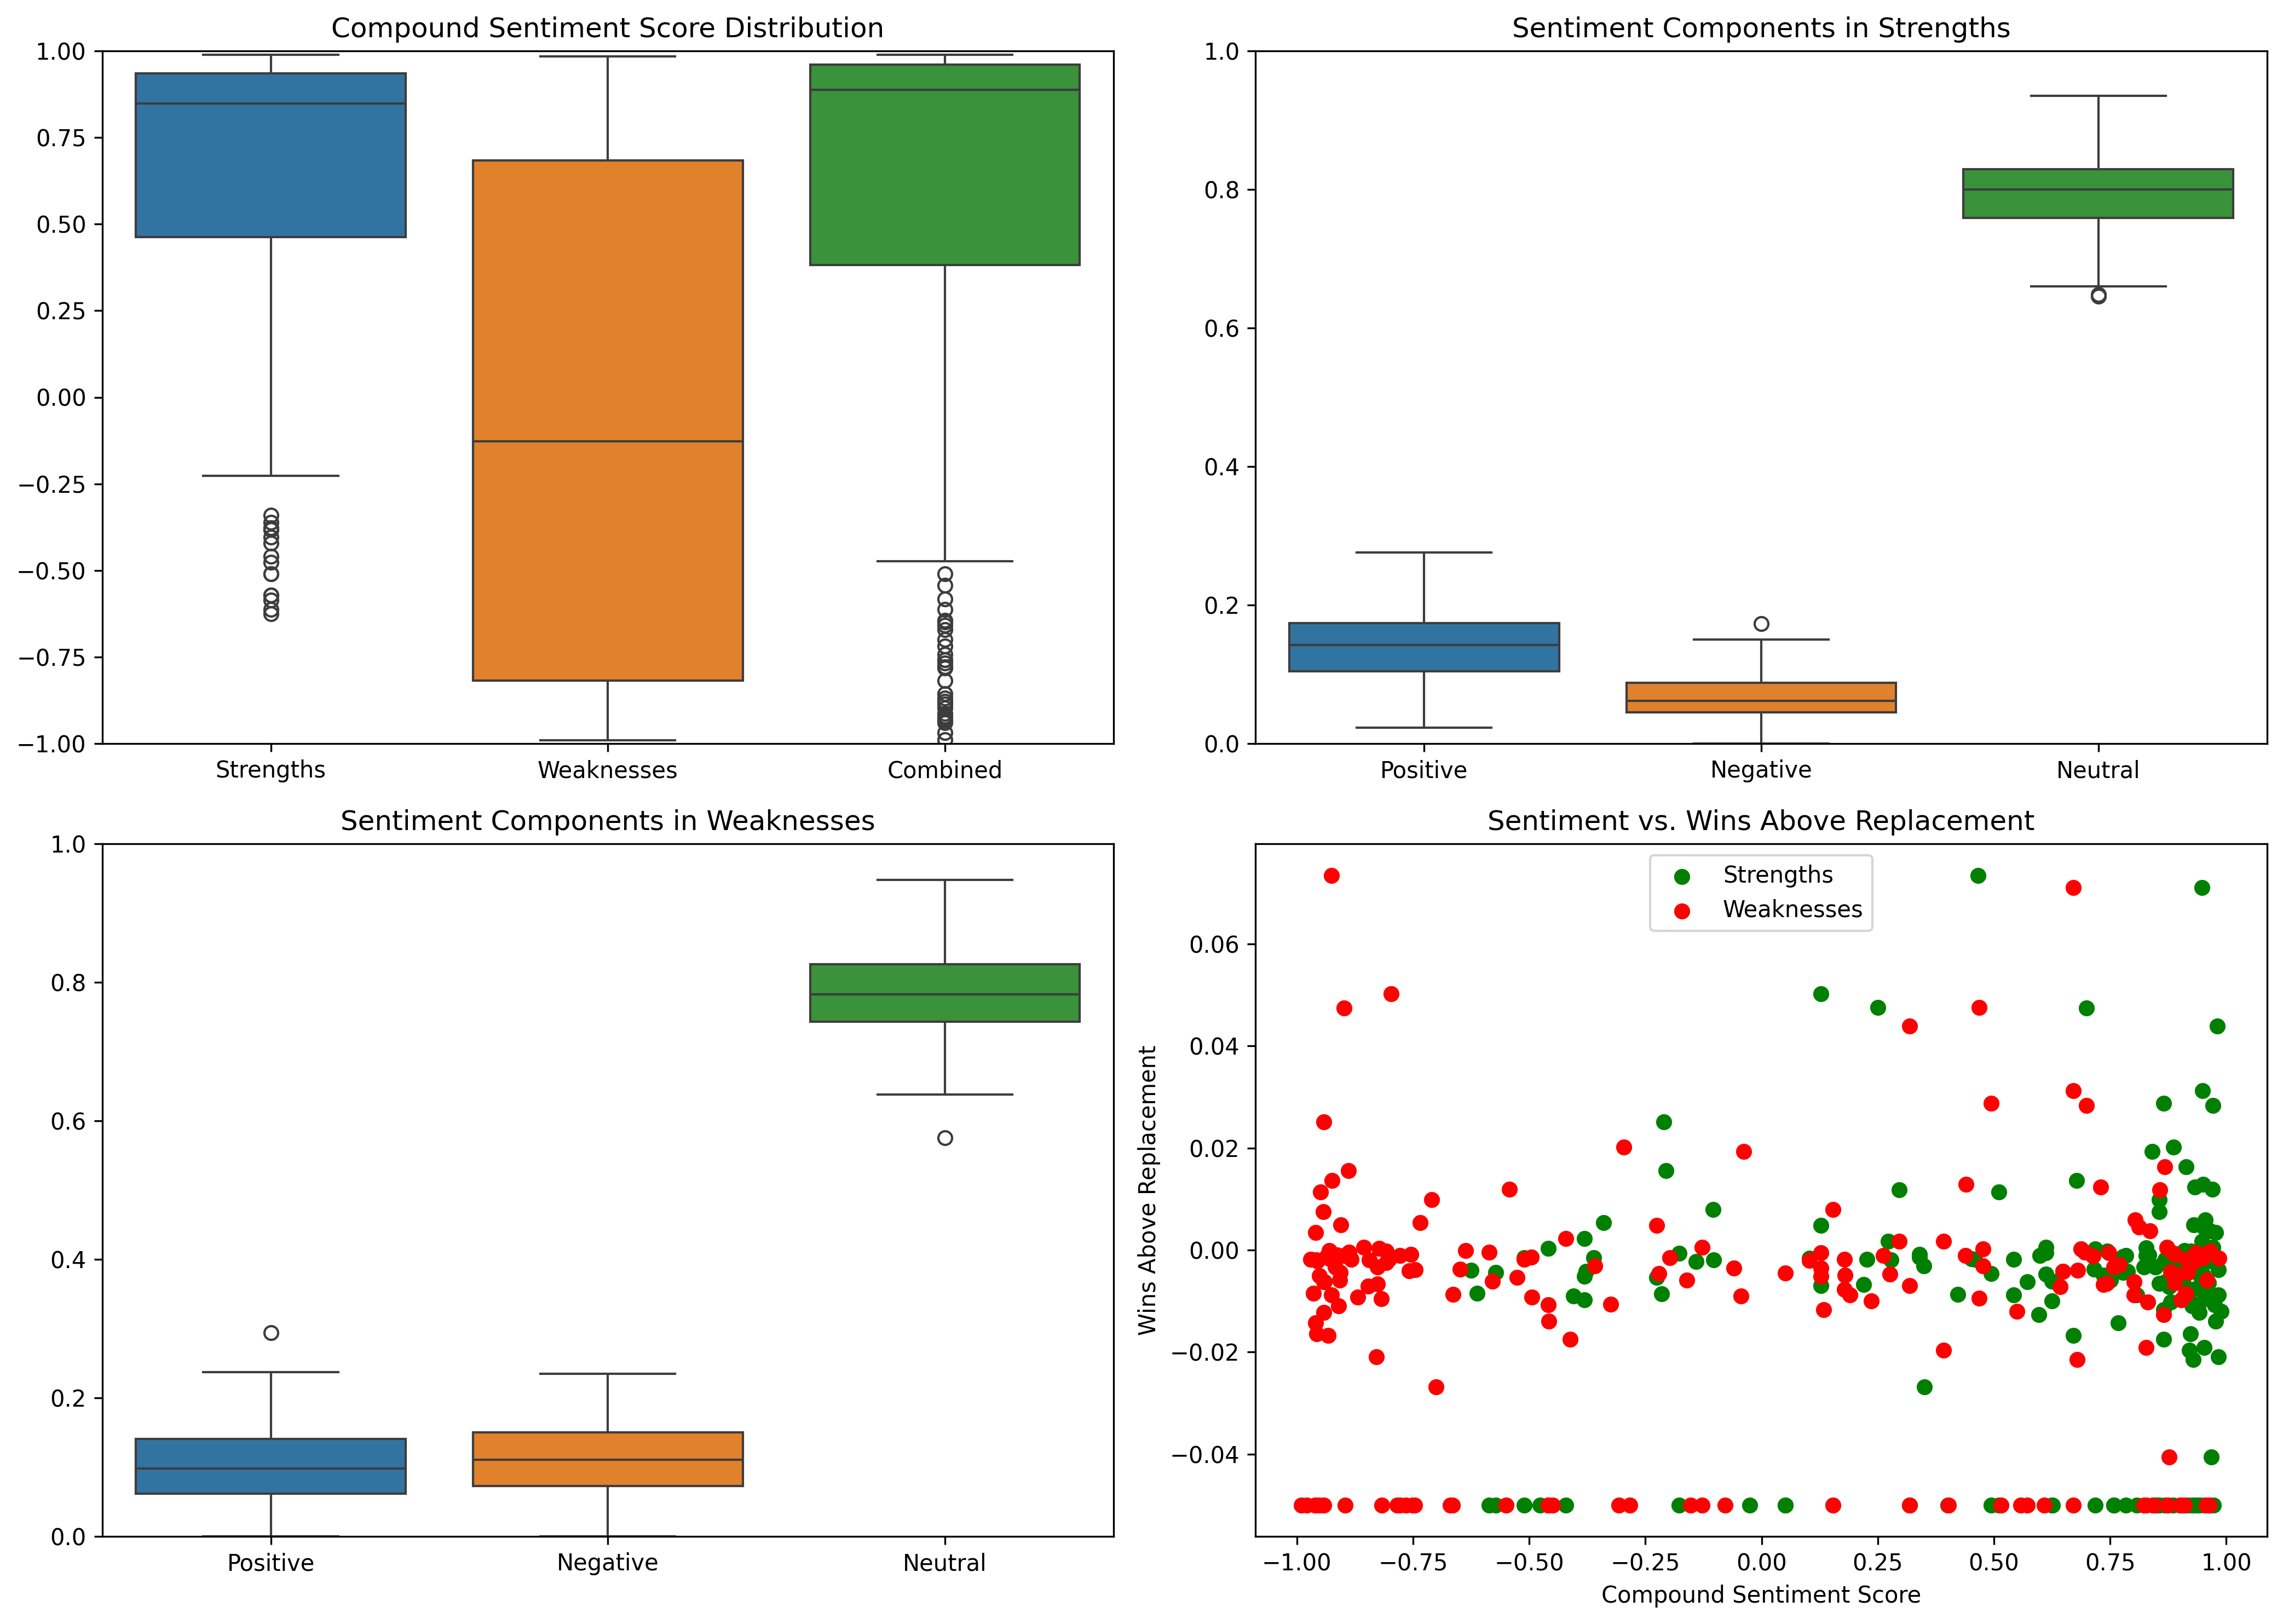 Compound Sentiment Score Distribution
1.00
0.75
0.50
0.25
0.00
−0.25
−0.50
−0.75
−1.00
Strengths Weaknesses Combined
Sentiment Components in Strengths
1.0
0.8
0.6
0.4
0.2
0.0
Positive Negative Neutral
Sentiment Components in Weaknesses
1.0
0.8
0.6
0.4
0.2
0.0
Positive Negative Neutral
Sentiment vs. Wins Above Replacement
Strengths
Weaknesses
Wins Above Replacement
0.06
0.04
0.02
0.00
−0.02
−0.04
−1.00 −0.75 −0.50 −0.25 0.00 0.25 0.50 0.75 1.00
Compound Sentiment Score